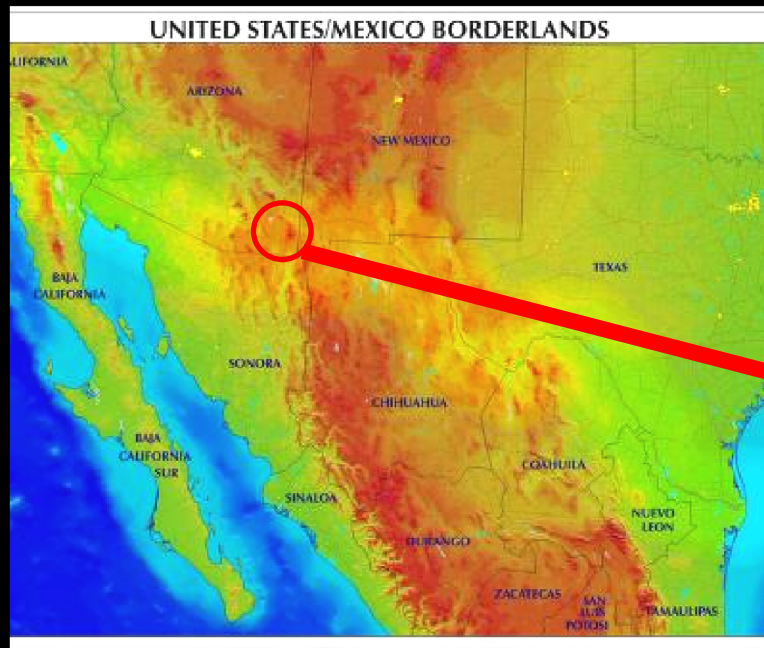 UNITED STATES/MEXICO BORDERLANDS
ALIFORNIA
ARIZONA
NEW MEXICO
TEXAS
BAJA
CALIFORNIA
SONORA
CHIHUAHUA
BAJA
CALIFORNIA
SUR
COAHUILA
SINALOA
NUEVO
LEON
DURANGO
ZACATECAS
SAN
LUIS
POTOSI
TAMAULIPAS